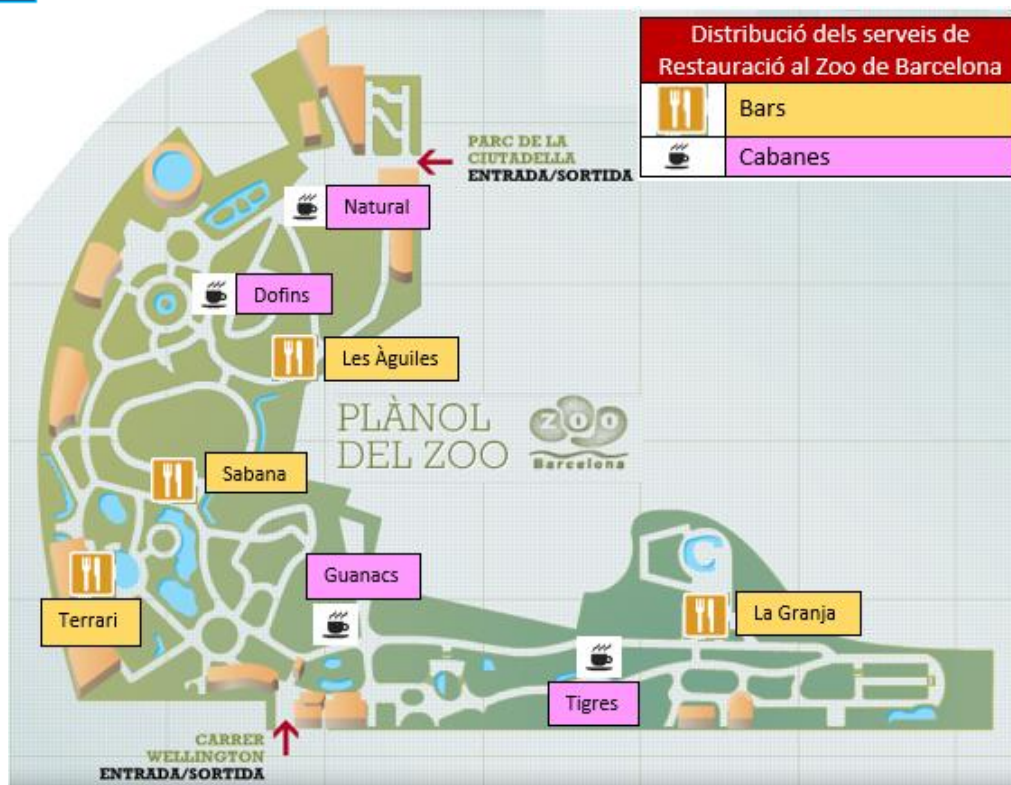 Distribució dels serveis de
Restauració al Zoo de Barcelona
Bars
Cabanes
PARC DE LA
CIUTADELLA
ENTRADA/SORTIDA
Natural
Dofins
Les Àguiles
PLÀNOL
DEL ZOO
zoo
Barcelona
Sabana
Guanacs
Terrari
La Granja
Tigres
CARRER
WELLINGTON
ENTRADA/SORTIDA